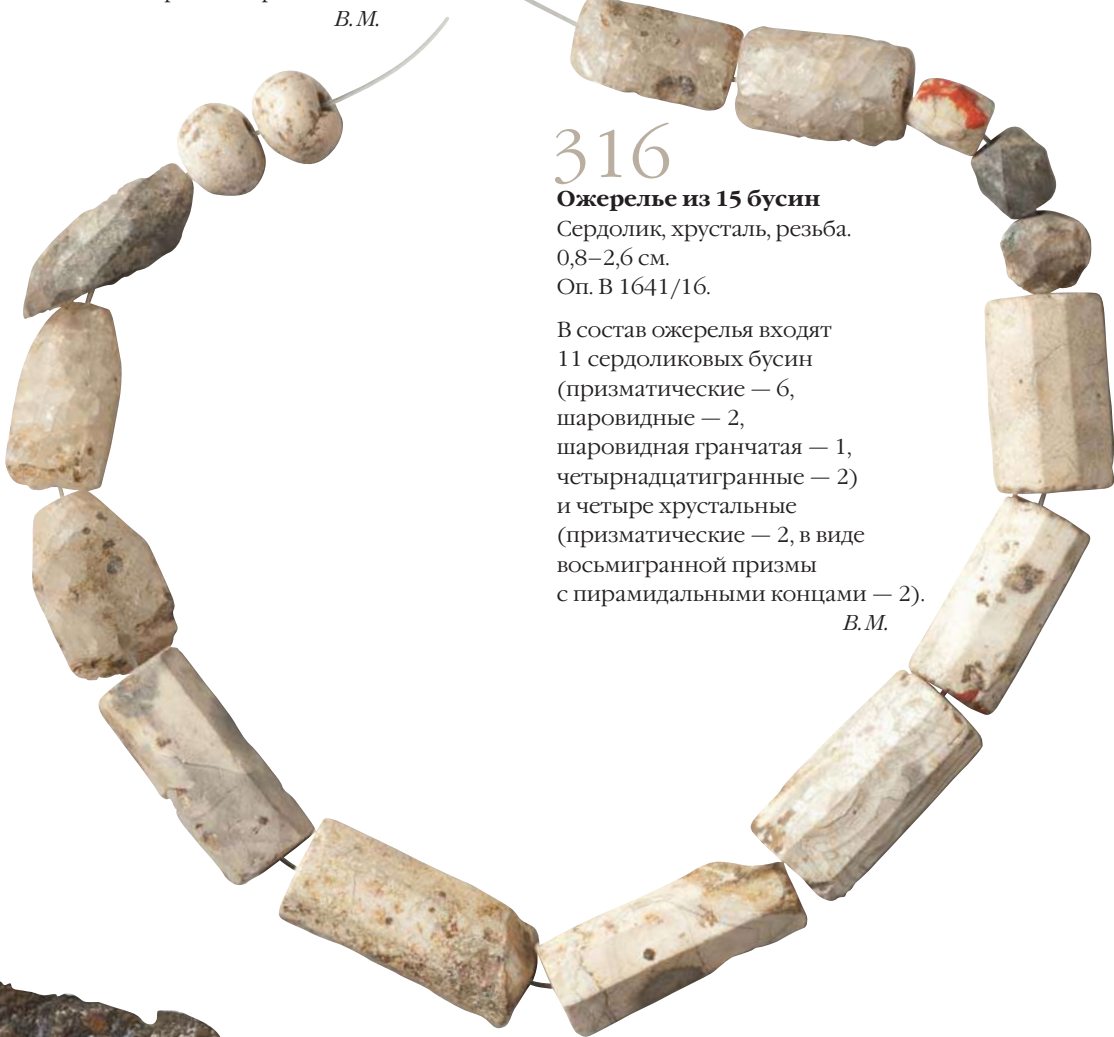 В.М.
316
Ожерелье из 15 бусин
Сердолик, хрусталь, резьба.
0,8–2,6 см.
Оп. В 1641/16.
В состав ожерелья входят
11 сердоликовых бусин
(призматические — 6,
шаровидные — 2,
шаровидная гранчатая — 1,
четырнадцатигранные — 2)
и четыре хрустальные
(призматические — 2, в виде
восьмигранной призмы
с пирамидальными концами — 2).
В.М.